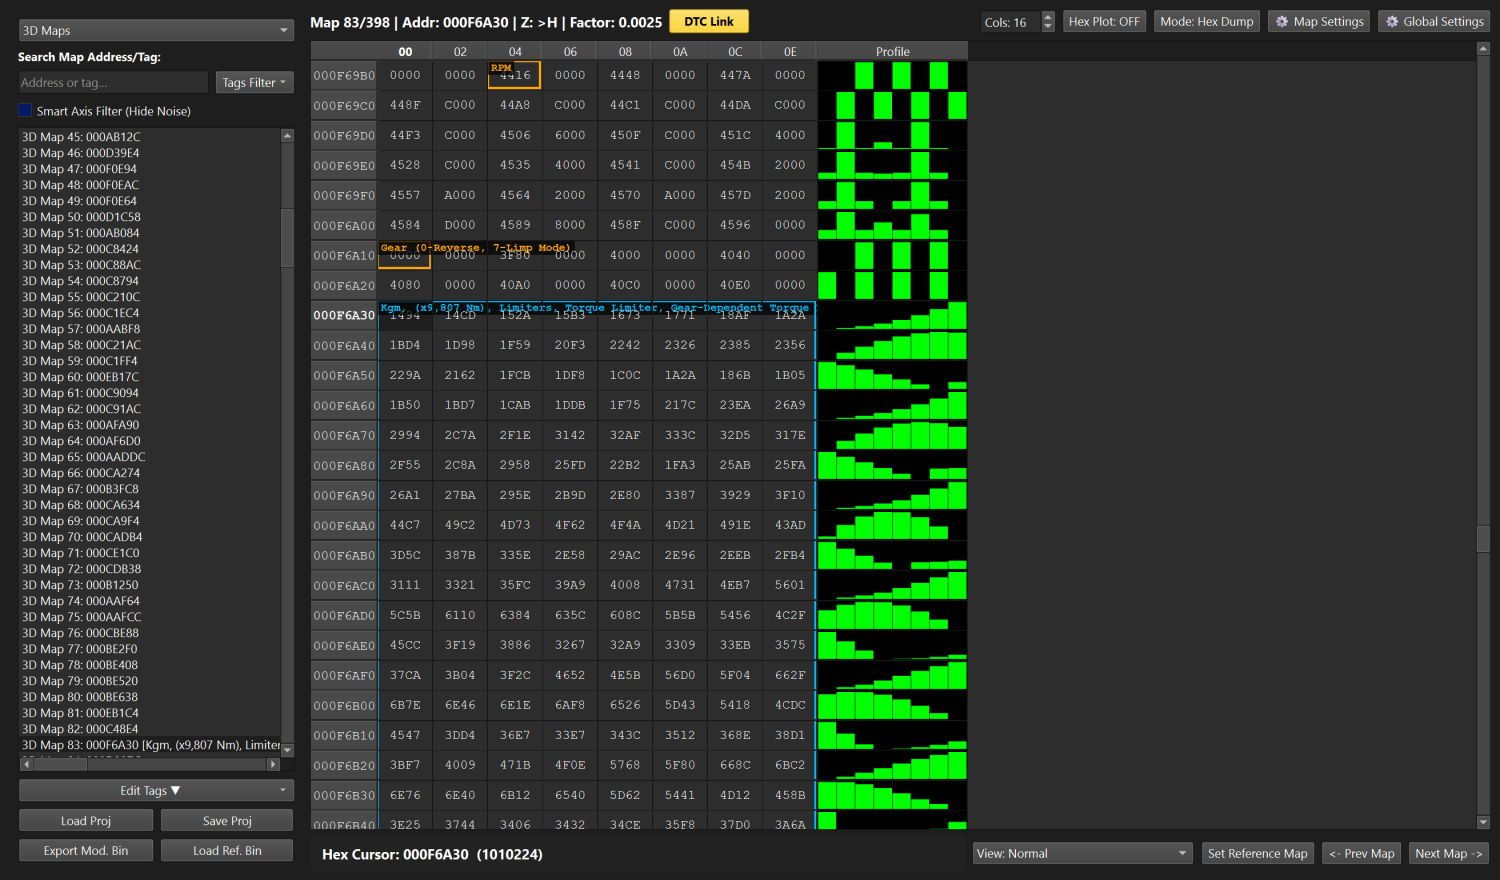 3D Maps
Map 83/398 | Addr: 000F6A30 | Z: >H | Factor: 0.0025
DTC Link
Cols: 16
Hex Plot: OFF
Mode: Hex Dump
Map Settings
Global Settings
Search Map Address/Tag:
Address or tag...
Tags Filter
Smart Axis Filter (Hide Noise)
3D Map 45: 000AB12C
3D Map 46: 000D39E4
3D Map 47: 000F0E94
3D Map 48: 000F0EAC
3D Map 49: 000F0E64
3D Map 50: 000D1C58
3D Map 51: 000AB084
3D Map 52: 000C8424
3D Map 53: 000C88AC
3D Map 54: 000C8794
3D Map 55: 000C210C
3D Map 56: 000C1EC4
3D Map 57: 000AABF8
3D Map 58: 000C21AC
3D Map 59: 000C1FF4
3D Map 60: 000EB17C
3D Map 61: 000C9094
3D Map 62: 000C91AC
3D Map 63: 000AFA90
3D Map 64: 000AF6D0
3D Map 65: 000AADDC
3D Map 66: 000CA274
3D Map 67: 000B3FC8
3D Map 68: 000CA634
3D Map 69: 000CA9F4
3D Map 70: 000CADB4
3D Map 71: 000CE1C0
3D Map 72: 000CDB38
3D Map 73: 000B1250
3D Map 74: 000AAF64
3D Map 75: 000AAFCC
3D Map 76: 000CBE88
3D Map 77: 000BE2F0
3D Map 78: 000BE408
3D Map 79: 000BE520
3D Map 80: 000BE638
3D Map 81: 000EB1C4
3D Map 82: 000C48E4
3D Map 83: 000F6A30 [Kgm, (x9,807 Nm), Limiter
Edit Tags ▼
Load Proj
Save Proj
Export Mod. Bin
Load Ref. Bin
00 02 04 06 08 0A 0C 0E Profile
RPM
000F69B0 0000 0000 4416 0000 4448 0000 447A 0000
000F69C0 448F C000 44A8 C000 44C1 C000 44DA C000
000F69D0 44F3 C000 4506 6000 450F C000 451C 4000
000F69E0 4528 C000 4535 4000 4541 C000 454B 2000
000F69F0 4557 A000 4564 2000 4570 A000 457D 2000
000F6A00 4584 D000 4589 8000 458F C000 4596 0000
Gear (0-Reverse, 7-Limp Mode)
000F6A10 0000 0000 3F80 0000 4000 0000 4040 0000
000F6A20 4080 0000 40A0 0000 40C0 0000 40E0 0000
Kgm, (x9,807 Nm), Limiters, Torque Limiter, Gear-Dependent Torque
000F6A30 1494 14CD 152A 15B3 1673 1771 18AF 1A2A
000F6A40 1BD4 1D98 1F59 20F3 2242 2326 2385 2356
000F6A50 229A 2162 1FCB 1DF8 1C0C 1A2A 186B 1B05
000F6A60 1B50 1BD7 1CAB 1DDB 1F75 217C 23EA 26A9
000F6A70 2994 2C7A 2F1E 3142 32AF 333C 32D5 317E
000F6A80 2F55 2C8A 2958 25FD 22B2 1FA3 25AB 25FA
000F6A90 26A1 27BA 295E 2B9D 2E80 3387 3929 3F10
000F6AA0 44C7 49C2 4D73 4F62 4F4A 4D21 491E 43AD
000F6AB0 3D5C 387B 335E 2E58 29AC 2E96 2EEB 2FB4
000F6AC0 3111 3321 35FC 39A9 4008 4731 4EB7 5601
000F6AD0 5C5B 6110 6384 635C 608C 5B5B 5456 4C2F
000F6AE0 45CC 3F19 3886 3267 32A9 3309 33EB 3575
000F6AF0 37CA 3B04 3F2C 4652 4E5B 56D0 5F04 662F
000F6B00 6B7E 6E46 6E1E 6AF8 6526 5D43 5418 4CDC
000F6B10 4547 3DD4 36E7 33E7 343C 3512 368E 38D1
000F6B20 3BF7 4009 471B 4F0E 5768 5F80 668C 6BC2
000F6B30 6E76 6E40 6B12 6540 5D62 5441 4D12 458B
000F6B40 3E25 3744 3406 3432 34CE 35F8 37D0 3A6A
Hex Cursor: 000F6A30 (1010224)
View: Normal
Set Reference Map
<- Prev Map
Next Map ->